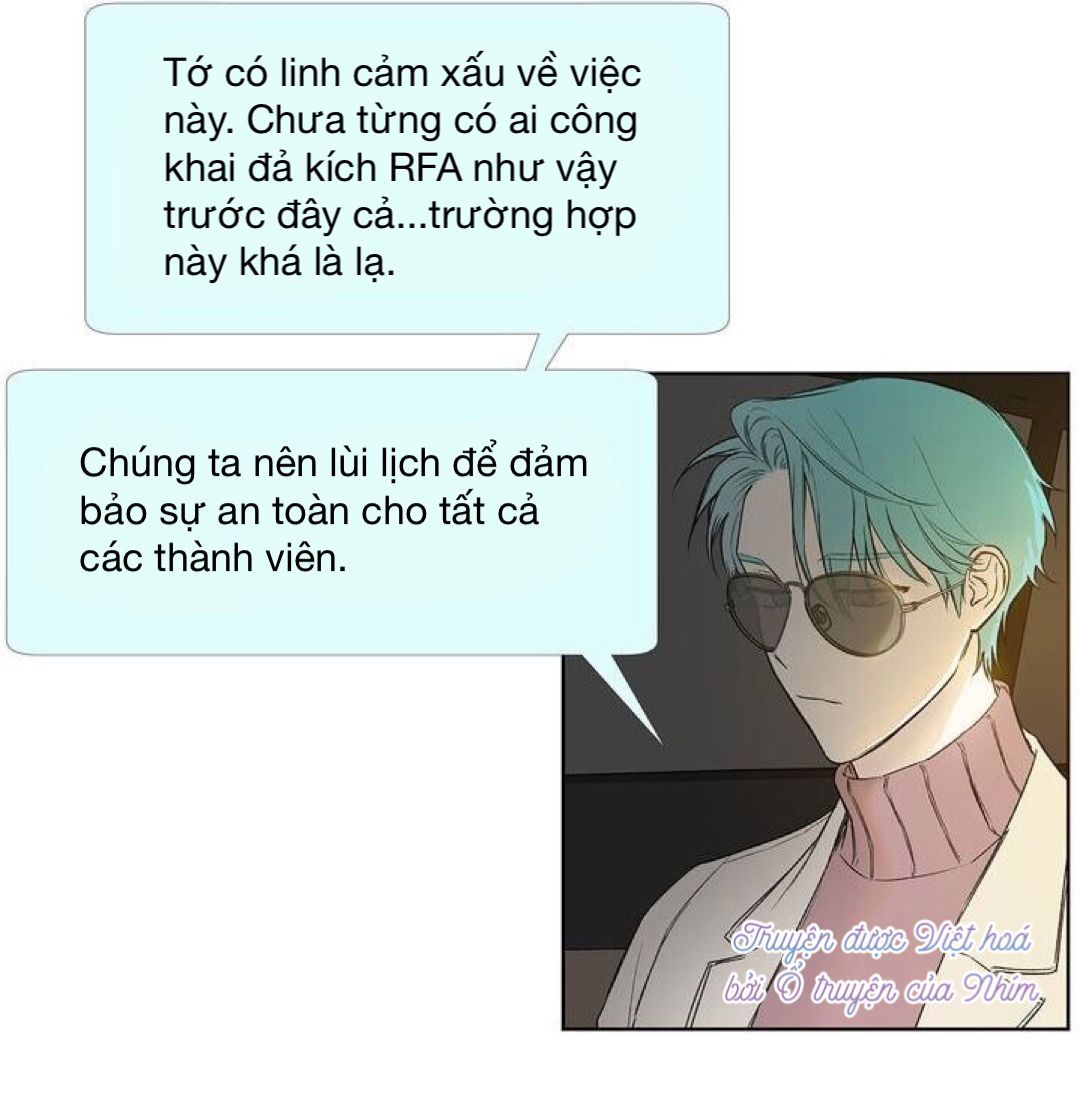 Tớ có linh cảm xấu về việc
này. Chưa từng có ai công
khai đả kích RFA như vậy
trước đây cả...trường hợp
này khá là lạ.
Chúng ta nên lùi lịch để đảm
bảo sự an toàn cho tất cả
các thành viên.
Truyện được Việt hoá
bởi Ổ truyện của Nhím.